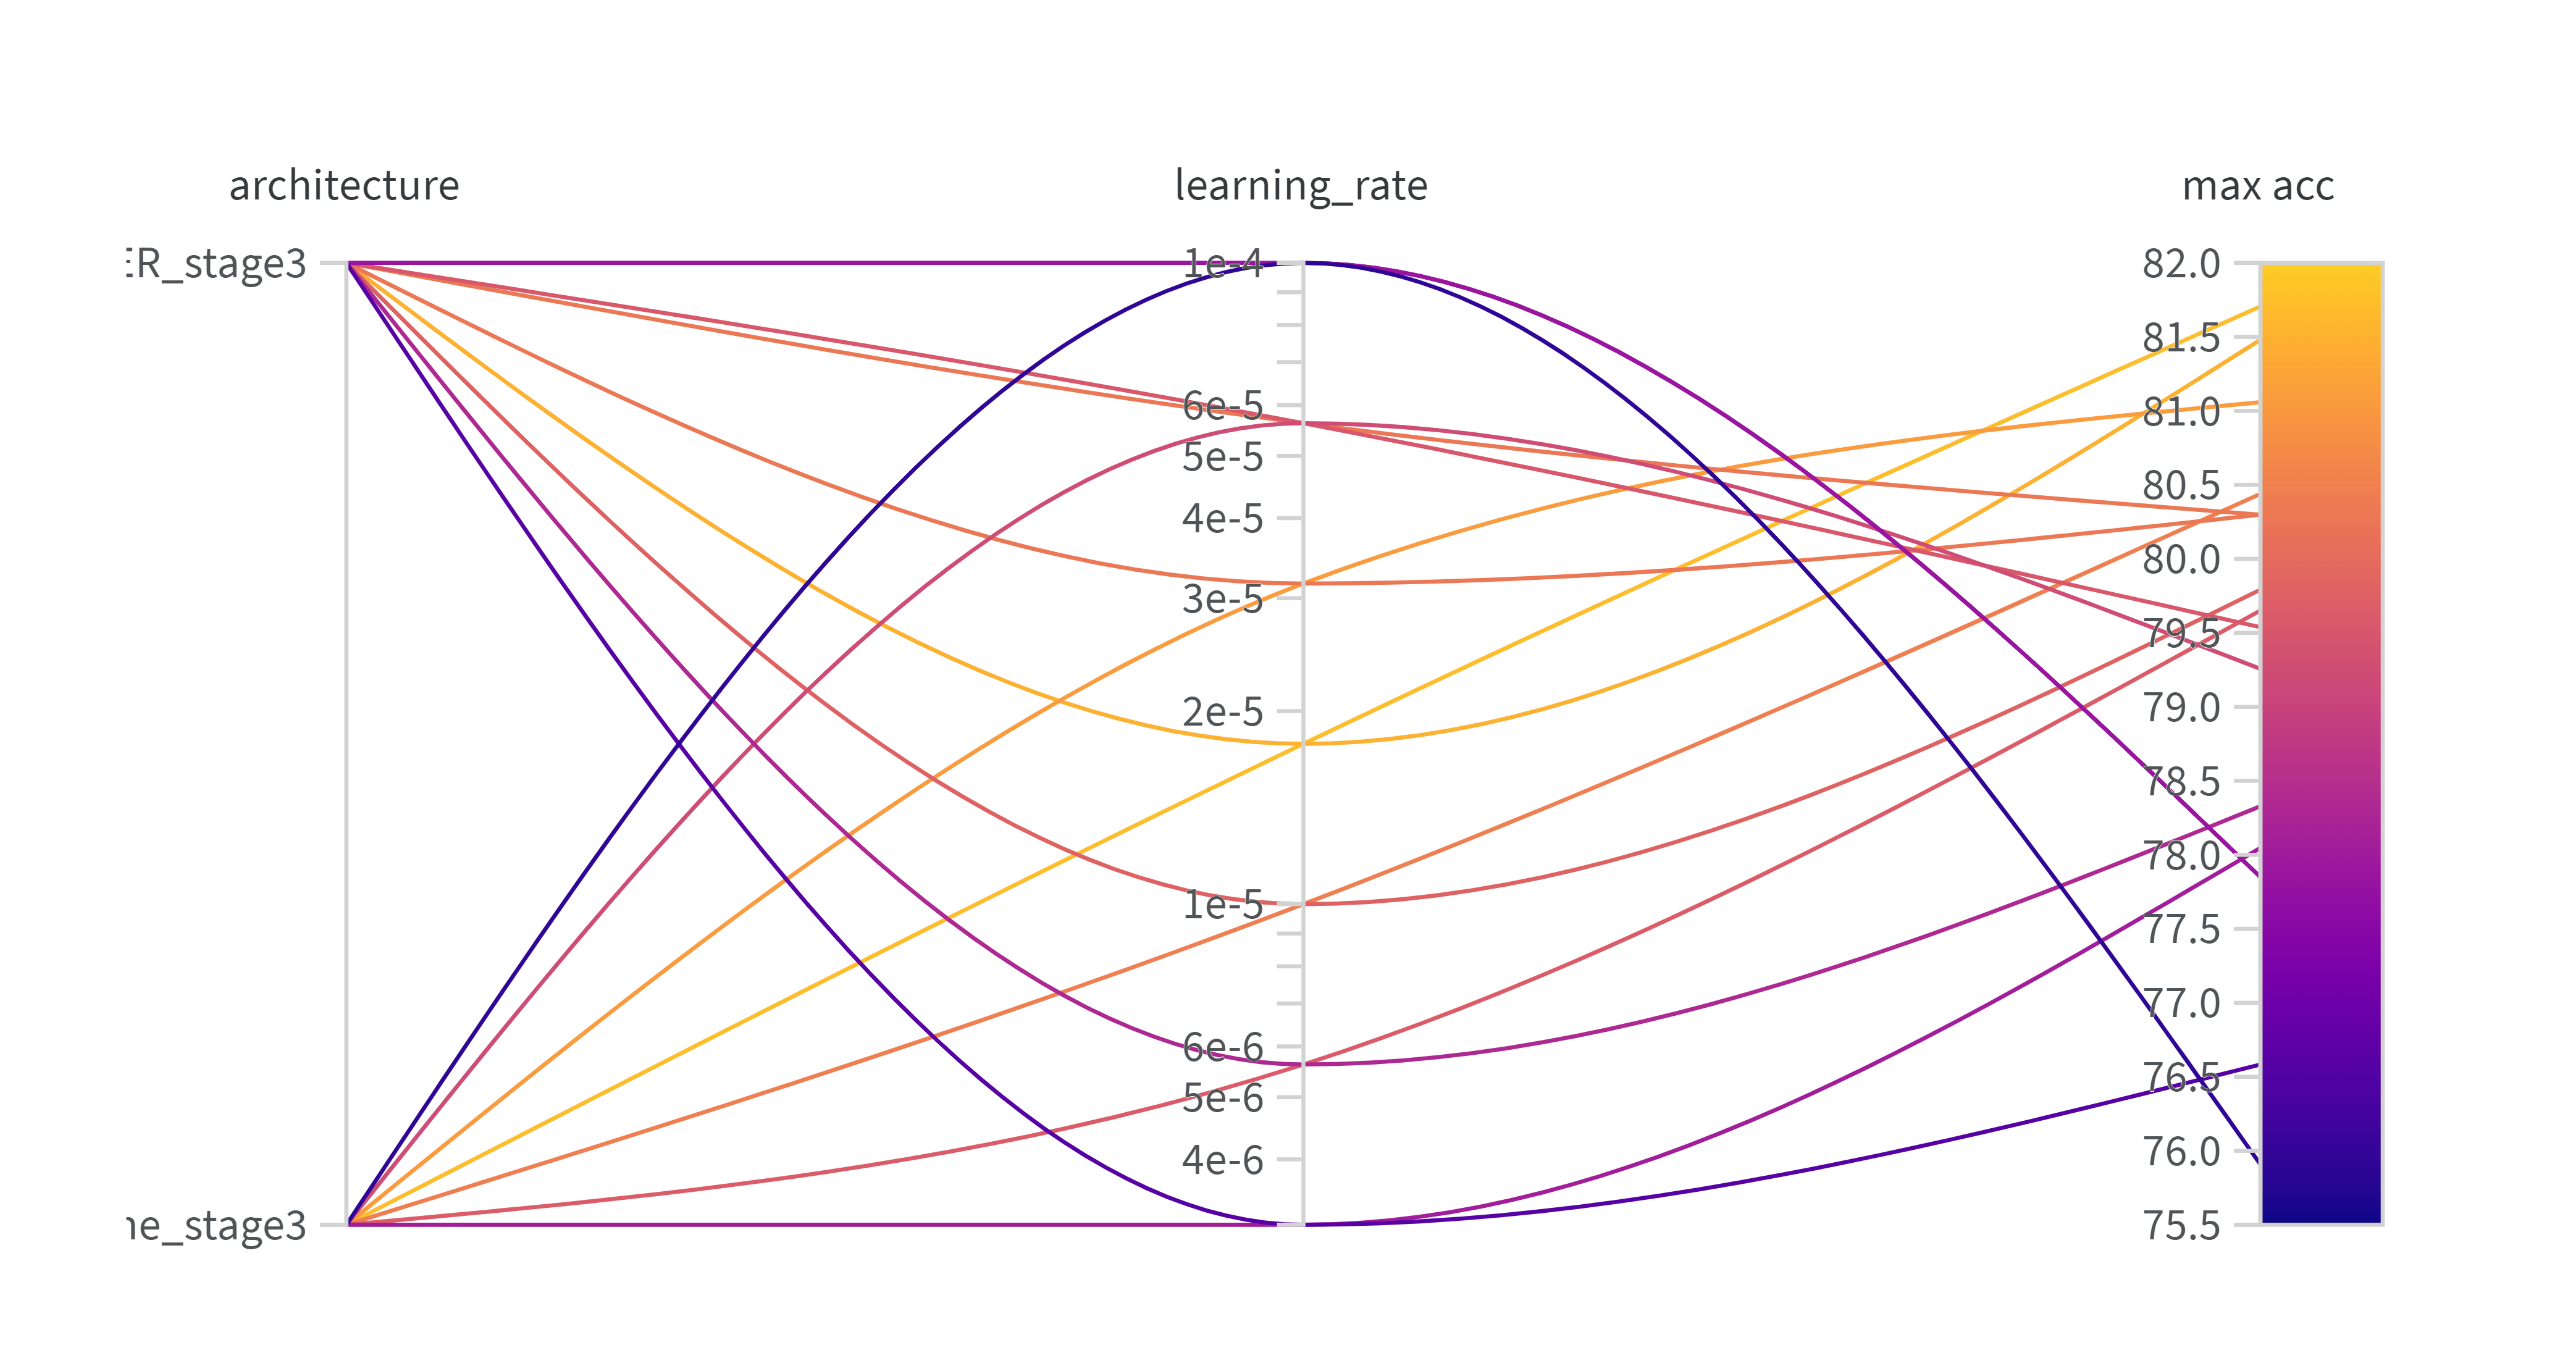 architecture
learning_rate
max acc
ER_stage3
ne_stage3
1e-4
6e-5
5e-5
4e-5
3e-5
2e-5
1e-5
6e-6
5e-6
4e-6
82.0
81.5
81.0
80.5
80.0
79.5
79.0
78.5
78.0
77.5
77.0
76.5
76.0
75.5